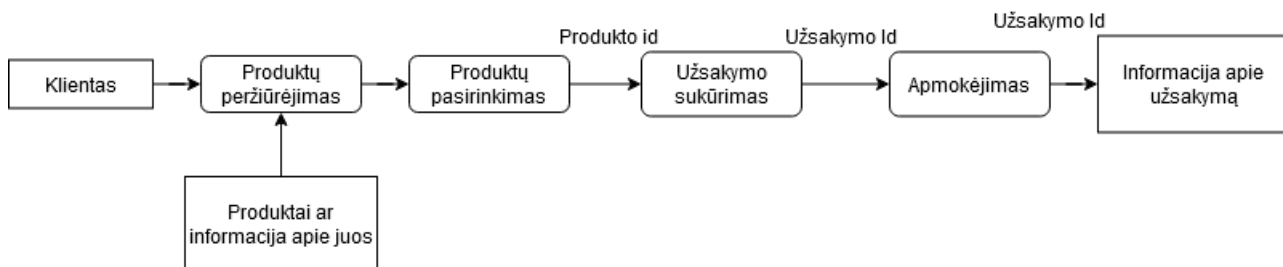 Užsakymo Id
Produkto id
Užsakymo Id
Klientas
Produktų
peržiūrėjimas
Produktų
pasirinkimas
Užsakymo
sukūrimas
Apmokėjimas
Informacija apie
užsakymą
Produktai ar
informacija apie juos